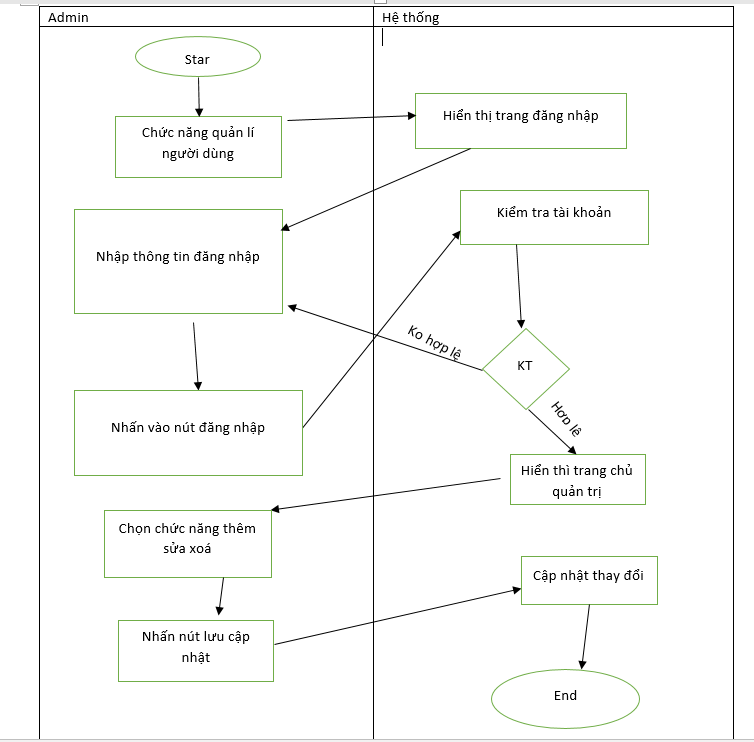 Admin
Hệ thống
Star
Chức năng quản lí
người dùng
Hiển thị trang đăng nhập
Kiểm tra tài khoản
Nhập thông tin đăng nhập
Ko hợp lệ
KT
Nhấn vào nút đăng nhập
Hợp lê
Hiển thì trang chủ
quản trị
Chọn chức năng thêm
sửa xoá
Cập nhật thay đổi
Nhấn nút lưu cập
nhật
End